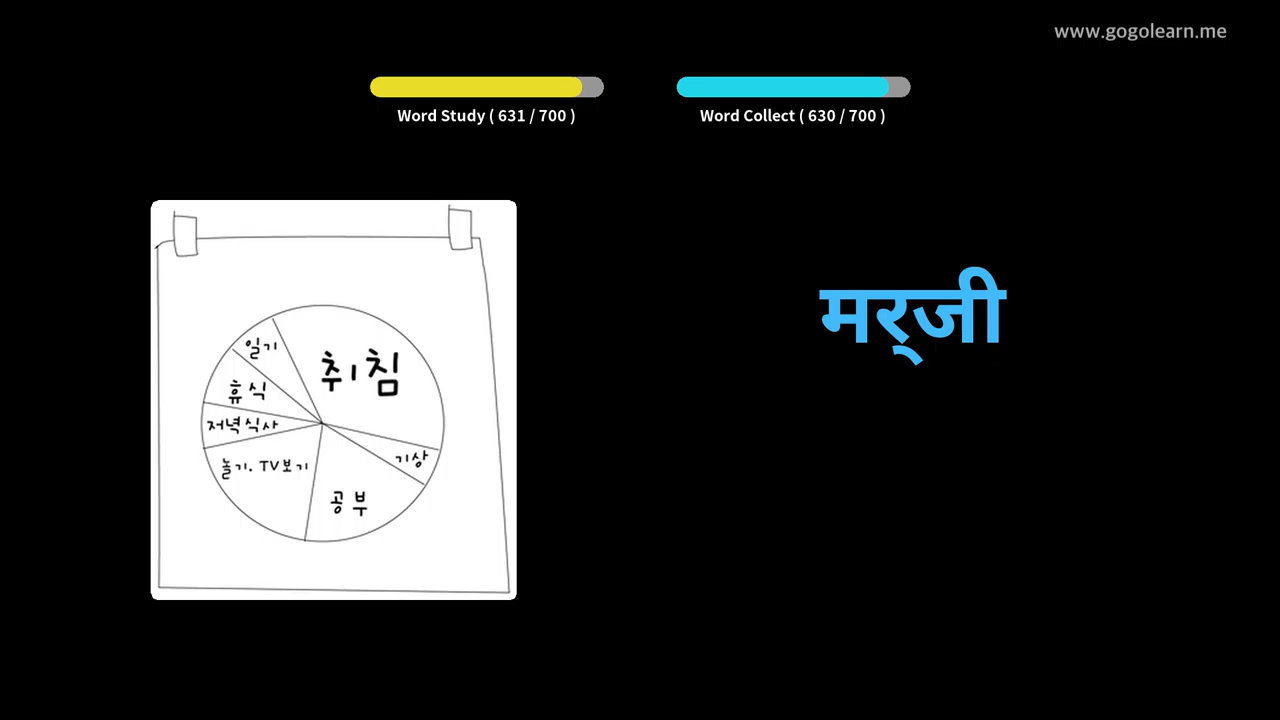 www.gogolearn.me
Word Study ( 631 / 700 )
Word Collect ( 630 / 700 )
मर्‌जी
일기
취침
휴식
저녁식사
기상
놀기. TV보기
공부